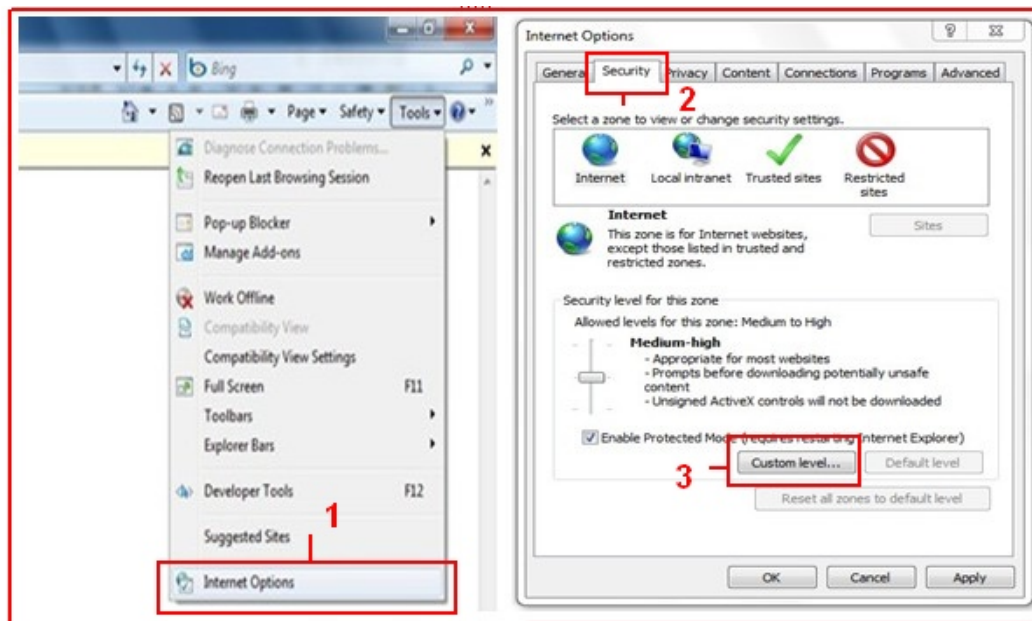 Bing
Page Safety Tools
Diagnose Connection Problems...
Reopen Last Browsing Session
Pop-up Blocker
Manage Add-ons
Work Offline
Compatibility View
Compatibility View Settings
Full Screen F11
Toolbars
Explorer Bars
Developer Tools F12
1
Suggested Sites
Internet Options
Internet Options
General Security Privacy Content Connections Programs Advanced
2
Select a zone to view or change security settings.
Internet Local intranet Trusted sites Restricted
sites
Internet
Sites
This zone is for Internet websites,
except those listed in trusted and
restricted zones.
Security level for this zone
Allowed levels for this zone: Medium to High
Medium-high
- Appropriate for most websites
- Prompts before downloading potentially unsafe
content
- Unsigned ActiveX controls will not be downloaded
Enable Protected Mode (requires restarting Internet Explorer)
3
Custom level... Default level
Reset all zones to default level
OK Cancel Apply